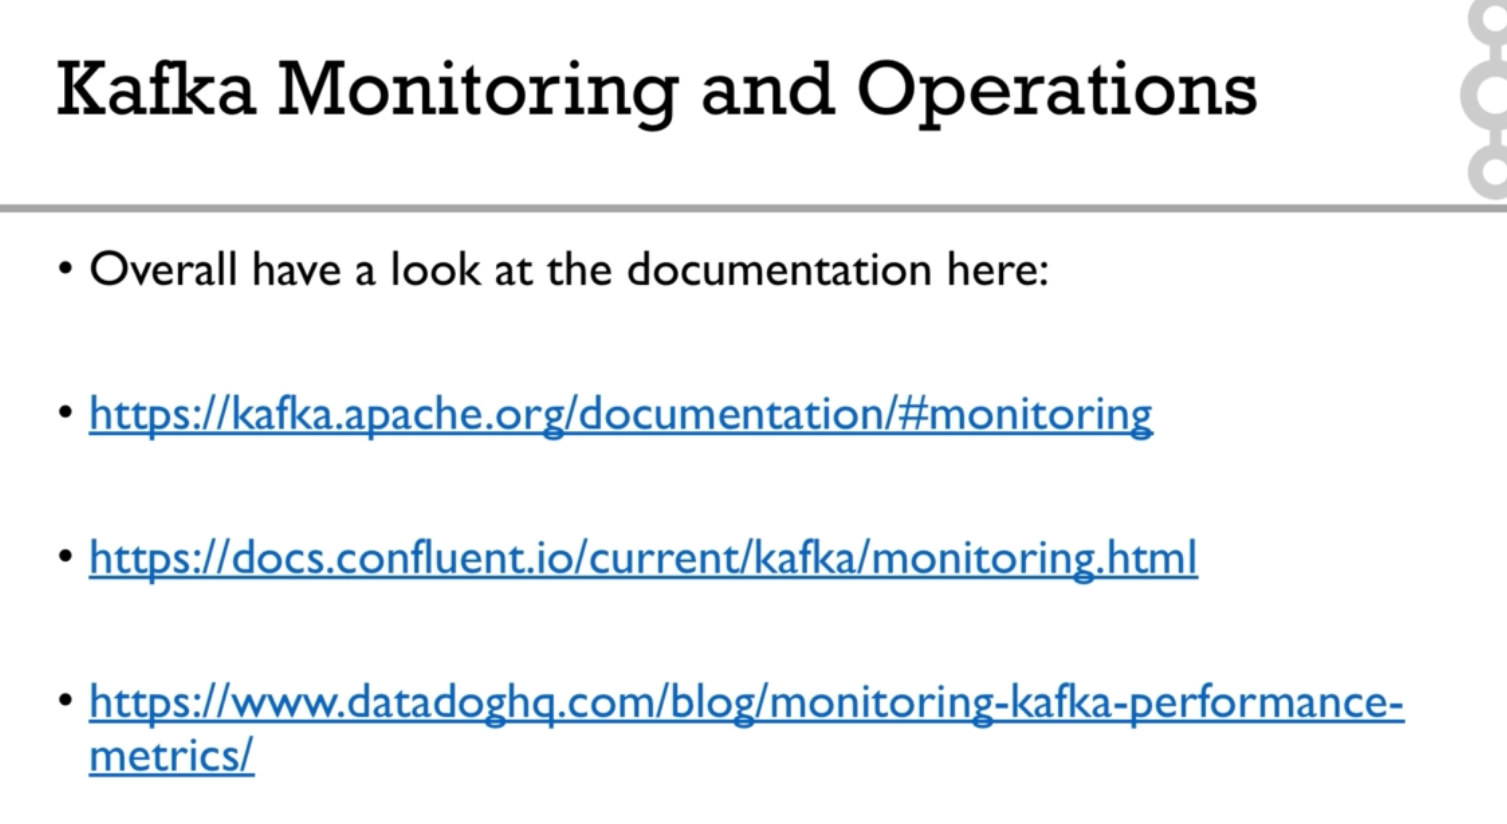 Kafka Monitoring and Operations
• Overall have a look at the documentation here:
• https://kafka.apache.org/documentation/#monitoring
• https://docs.confluent.io/current/kafka/monitoring.html
• https://www.datadoghq.com/blog/monitoring-kafka-performance-
metrics/